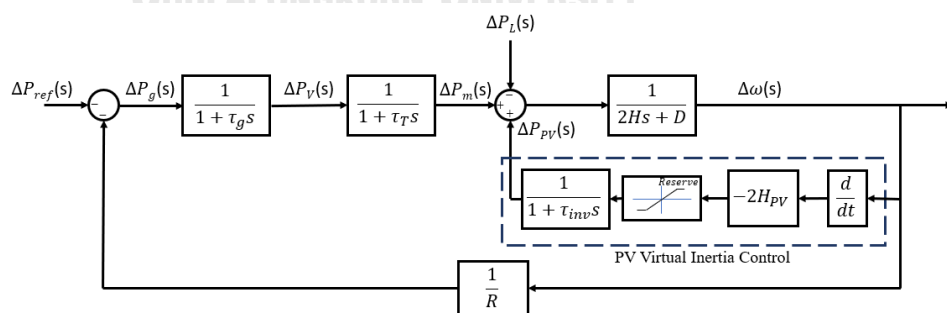 ΔP_L(s)
ΔP_ref(s)
ΔP_g(s)
1 / (1 + τ_g s)
ΔP_V(s)
1 / (1 + τ_T s)
ΔP_m(s)
1 / (2Hs + D)
Δω(s)
ΔP_PV(s)
1 / (1 + τ_inv s)
Reserve
−2H_PV
d / dt
PV Virtual Inertia Control
1 / R